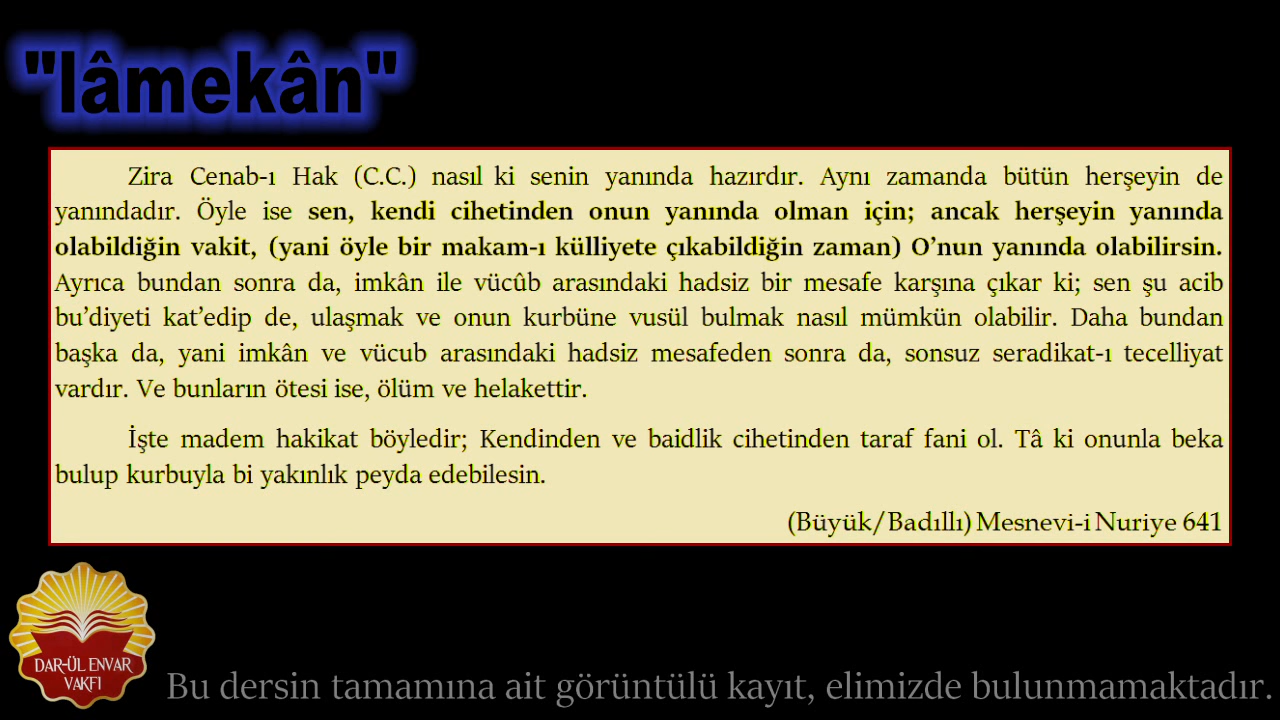 "lâmekân"
Zira Cenab-ı Hak (C.C.) nasıl ki senin yanında hazırdır. Aynı zamanda bütün herşeyin de
yanındadır. Öyle ise sen, kendi cihetinden onun yanında olman için; ancak herşeyin yanında
olabildiğin vakit, (yani öyle bir makam-ı külliyete çıkabildiğin zaman) O’nun yanında olabilirsin.
Ayrıca bundan sonra da, imkân ile vücûb arasındaki hadsiz bir mesafe karşına çıkar ki; sen şu acib
bu’diyeti kat’edip de, ulaşmak ve onun kurbüne vusül bulmak nasıl mümkün olabilir. Daha bundan
başka da, yani imkân ve vücub arasındaki hadsiz mesafeden sonra da, sonsuz seradikat-ı tecelliyat
vardır. Ve bunların ötesi ise, ölüm ve helakettir.
İşte madem hakikat böyledir; Kendinden ve baidlik cihetinden taraf fani ol. Tâ ki onunla beka
bulup kurbuyla bi yakınlık peyda edebilesin.
(Büyük/Badıllı) Mesnevi-i Nuriye 641
DAR-ÜL ENVAR
VAKFI
Bu dersin tamamına ait görüntülü kayıt, elimizde bulunmamaktadır.